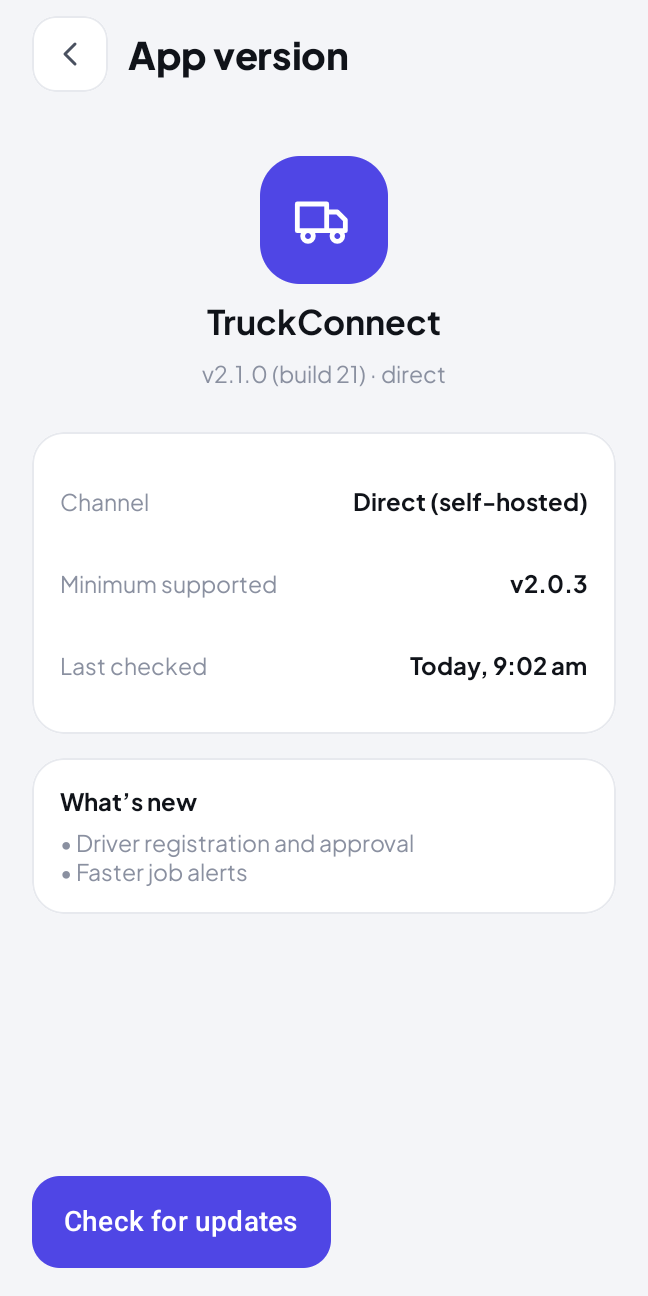 App version
TruckConnect
v2.1.0 (build 21) · direct
Channel Direct (self-hosted)
Minimum supported v2.0.3
Last checked Today, 9:02 am
What’s new
• Driver registration and approval
• Faster job alerts
Check for updates